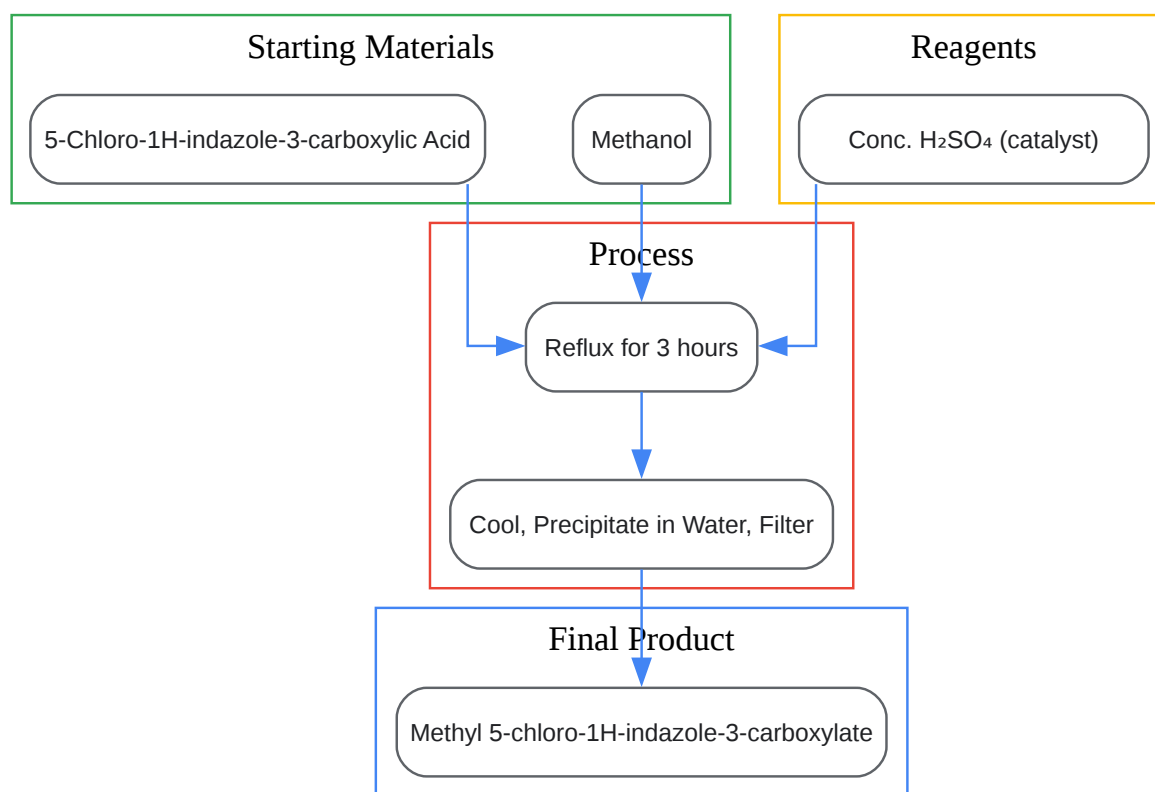 Starting Materials
Reagents
5-Chloro-1H-indazole-3-carboxylic Acid
Methanol
Conc. H₂SO₄ (catalyst)
Process
Reflux for 3 hours
Cool, Precipitate in Water, Filter
Final Product
Methyl 5-chloro-1H-indazole-3-carboxylate